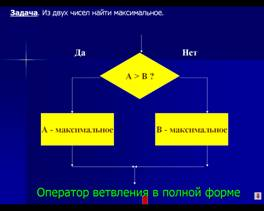 Задача. Из двух чисел найти максимальное.
Да
Нет
А > В ?
А - максимальное
В - максимальное
Оператор ветвления в полной форме